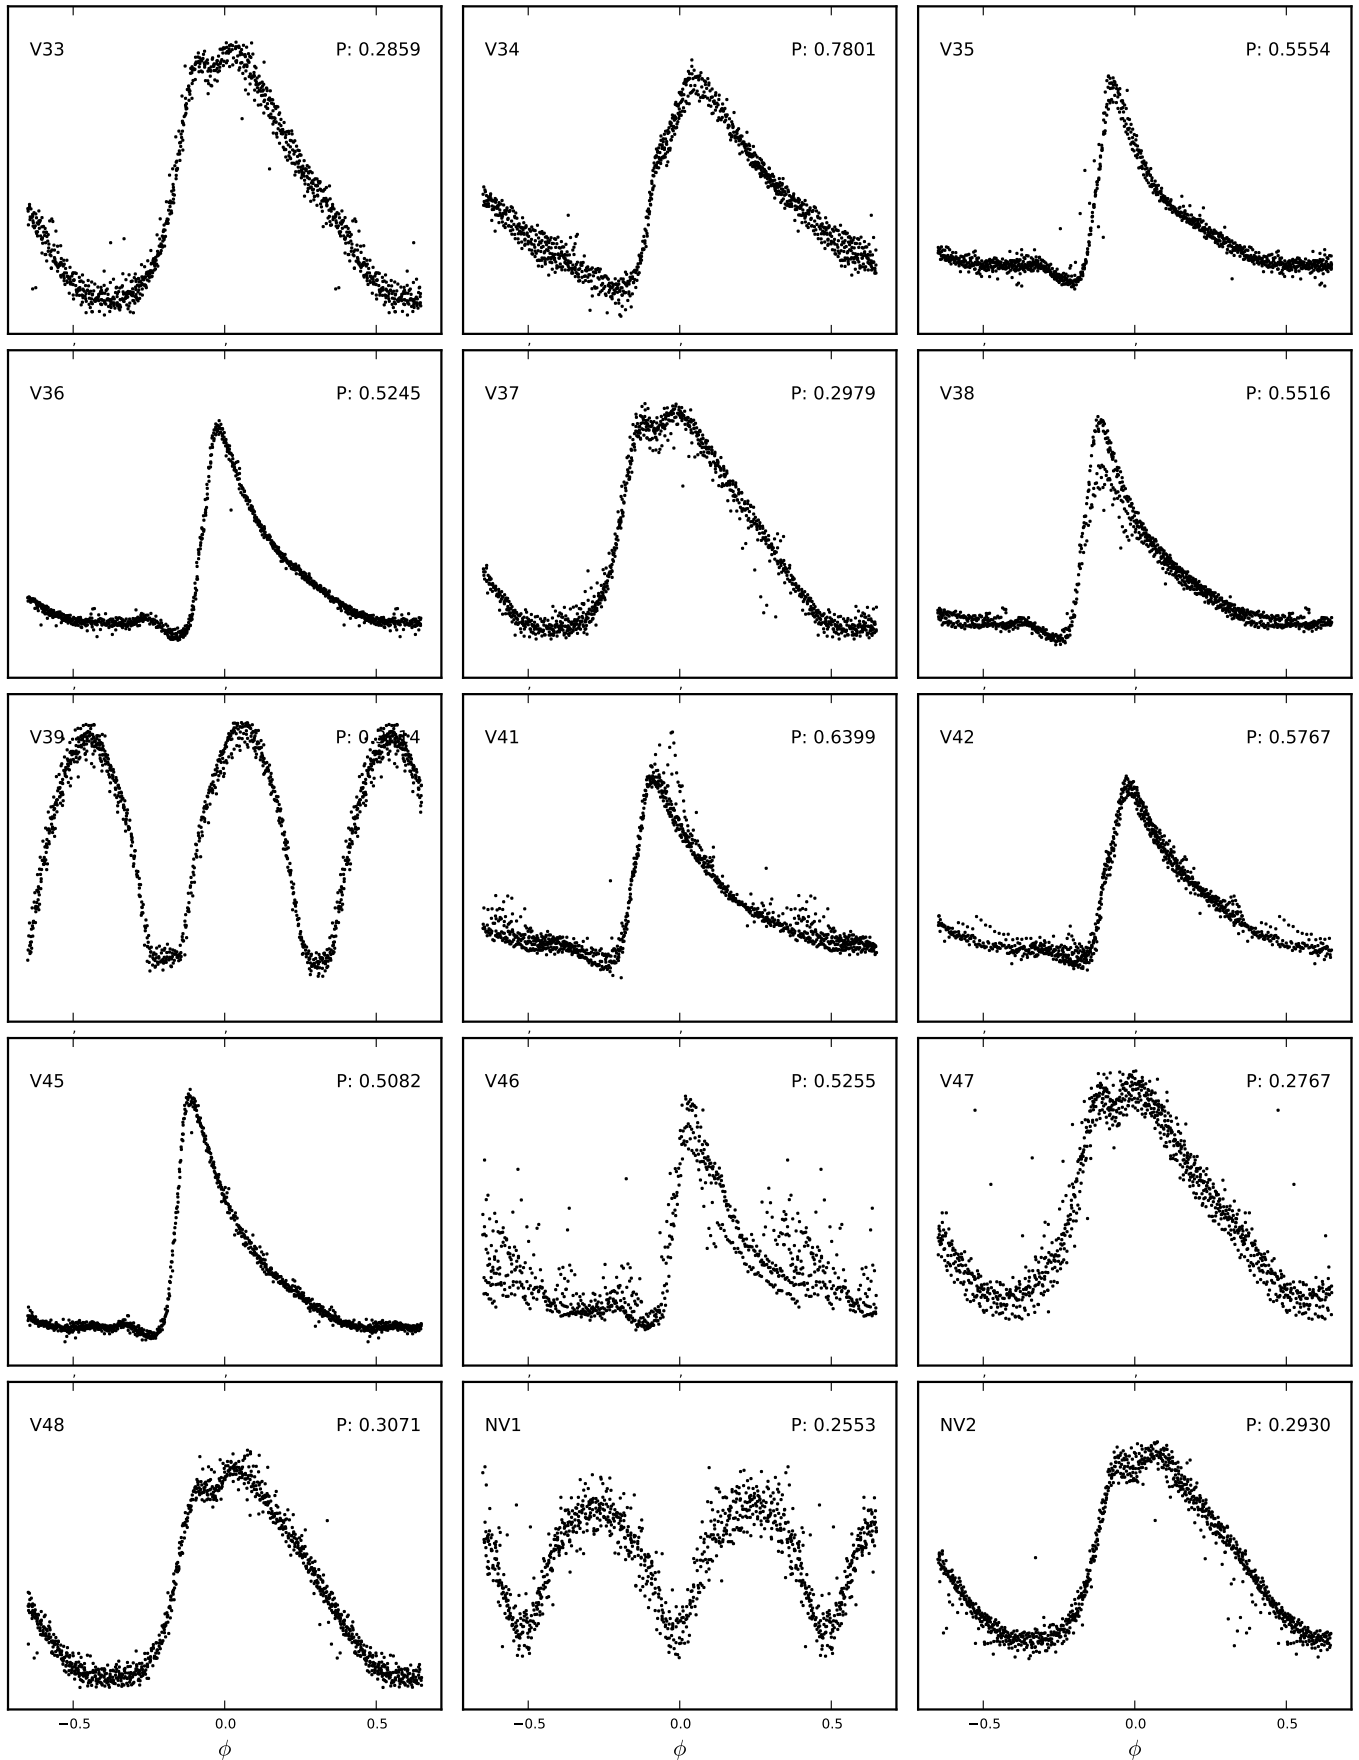 V33 P: 0.2859 V34 P: 0.7801 V35 P: 0.5554
V36 P: 0.5245 V37 P: 0.2979 V38 P: 0.5516
V39 V41 P: 0.6399 V42 P: 0.5767
V45 P: 0.5082 V46 P: 0.5255 V47 P: 0.2767
V48 P: 0.3071 NV1 P: 0.2553 NV2 P: 0.2930
−0.5 0.0 0.5 −0.5 0.0 0.5 −0.5 0.0 0.5
ϕ ϕ ϕ